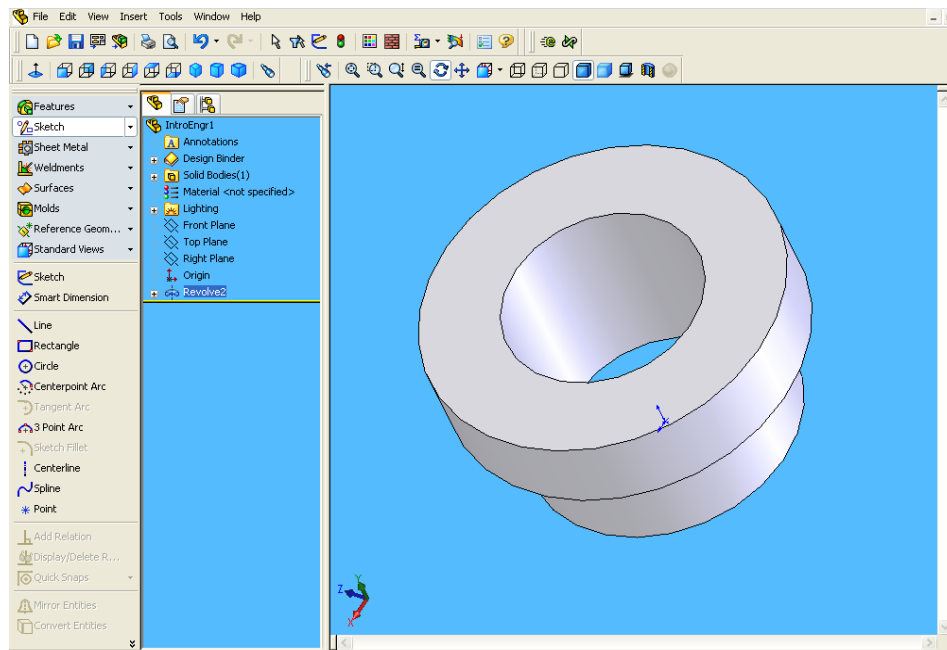 File Edit View Insert Tools Window Help
Features
Sketch
Sheet Metal
Weldments
Surfaces
Molds
Reference Geom...
Standard Views
Sketch
Smart Dimension
Line
Rectangle
Circle
Centerpoint Arc
Tangent Arc
3 Point Arc
Sketch Fillet
Centerline
Spline
Point
Add Relation
Display/Delete R...
Quick Snaps
Mirror Entities
Convert Entities
IntroEngr1
A Annotations
Design Binder
Solid Bodies(1)
Material <not specified>
Lighting
Front Plane
Top Plane
Right Plane
Origin
Revolve2
Y
Z
X